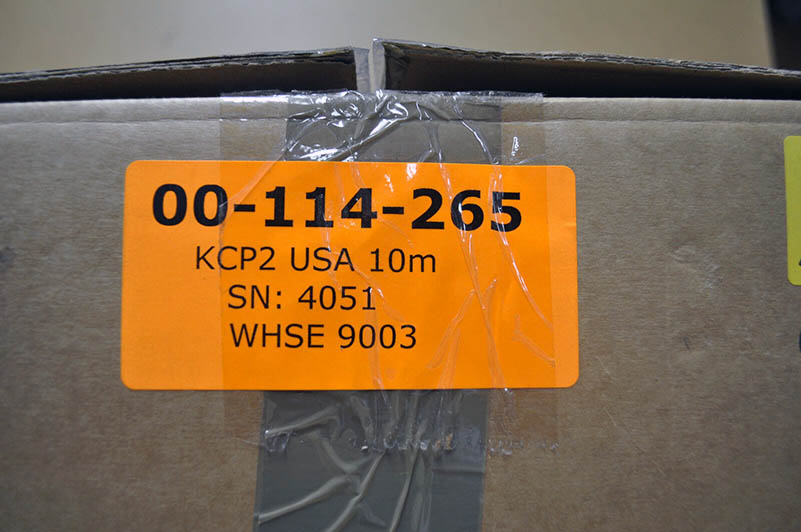 00-114-265
KCP2 USA 10m
SN: 4051
WHSE 9003